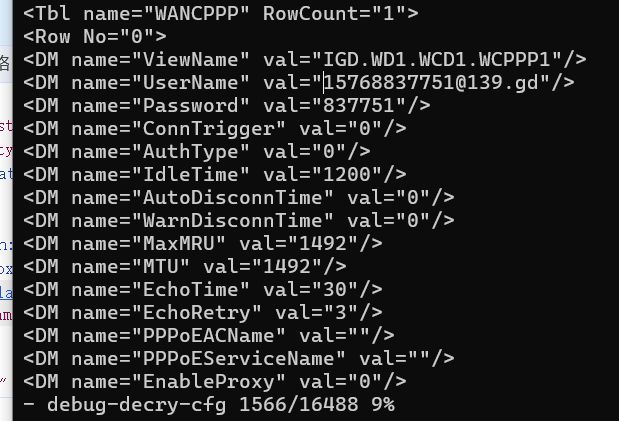 <Tbl name="WANCPPP" RowCount="1">
<Row No="0">
<DM name="ViewName" val="IGD.WD1.WCD1.WCPPP1"/>
<DM name="UserName" val="15768837751@139.gd"/>
<DM name="Password" val="837751"/>
<DM name="ConnTrigger" val="0"/>
<DM name="AuthType" val="0"/>
<DM name="IdleTime" val="1200"/>
<DM name="AutoDisconnTime" val="0"/>
<DM name="WarnDisconnTime" val="0"/>
<DM name="MaxMRU" val="1492"/>
<DM name="MTU" val="1492"/>
<DM name="EchoTime" val="30"/>
<DM name="EchoRetry" val="3"/>
<DM name="PPPoEACName" val=""/>
<DM name="PPPoEServiceName" val=""/>
<DM name="EnableProxy" val="0"/>
- debug-decry-cfg 1566/16488 9%